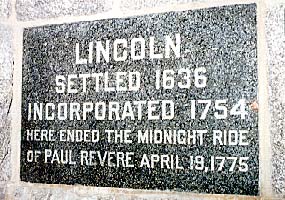 LINCOLN.
SETTLED 1636
INCORPORATED 1754
HERE ENDED THE MIDNIGHT RIDE
OF PAUL REVERE APRIL 19, 1775